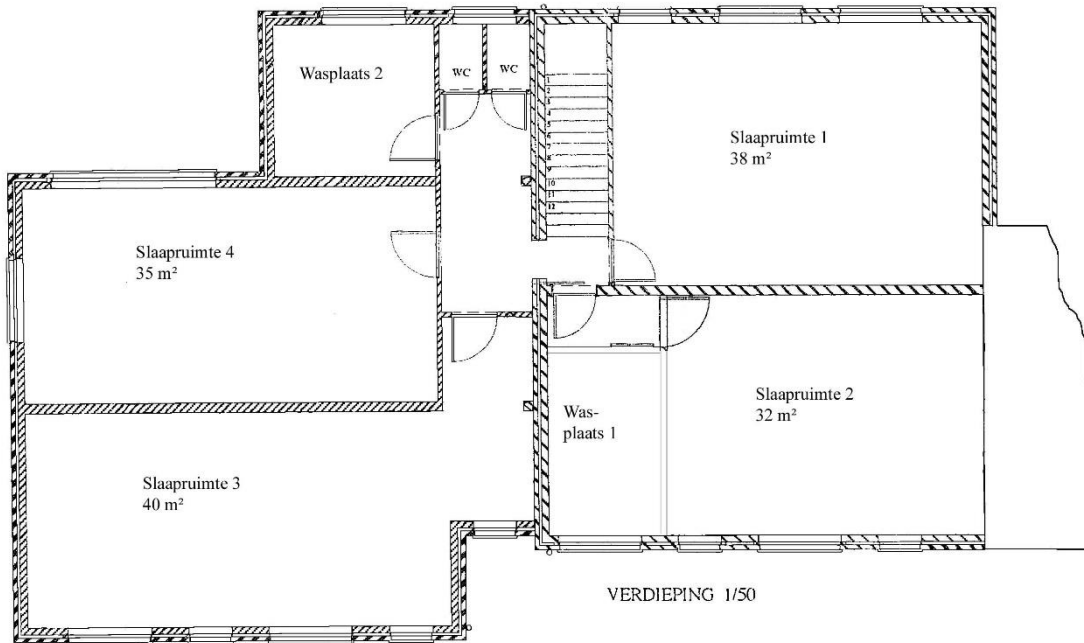 Wasplaats 2
wc
wc
1
2
3
4
5
6
7
8
9
10
11
12
Slaapruimte 1
38 m²
Slaapruimte 4
35 m²
Slaapruimte 2
32 m²
Was-
plaats 1
Slaapruimte 3
40 m²
VERDIEPING 1/50